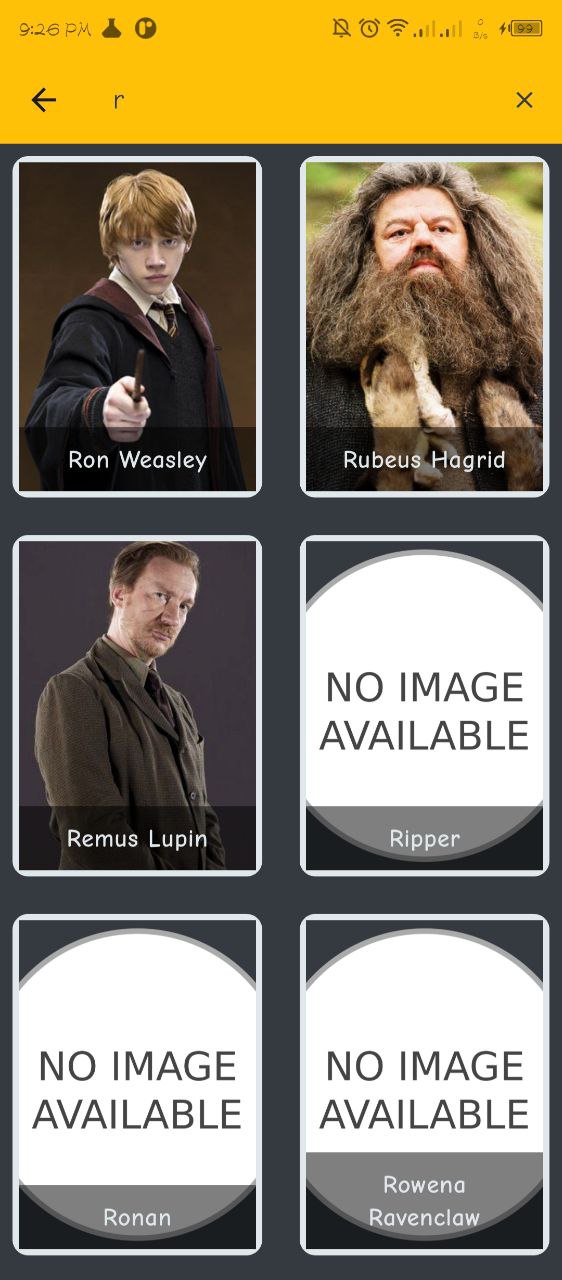 9:26 PM
0
B/s
99
r
Ron Weasley
Rubeus Hagrid
Remus Lupin
NO IMAGE
AVAILABLE
Ripper
NO IMAGE
AVAILABLE
Ronan
NO IMAGE
AVAILABLE
Rowena
Ravenclaw